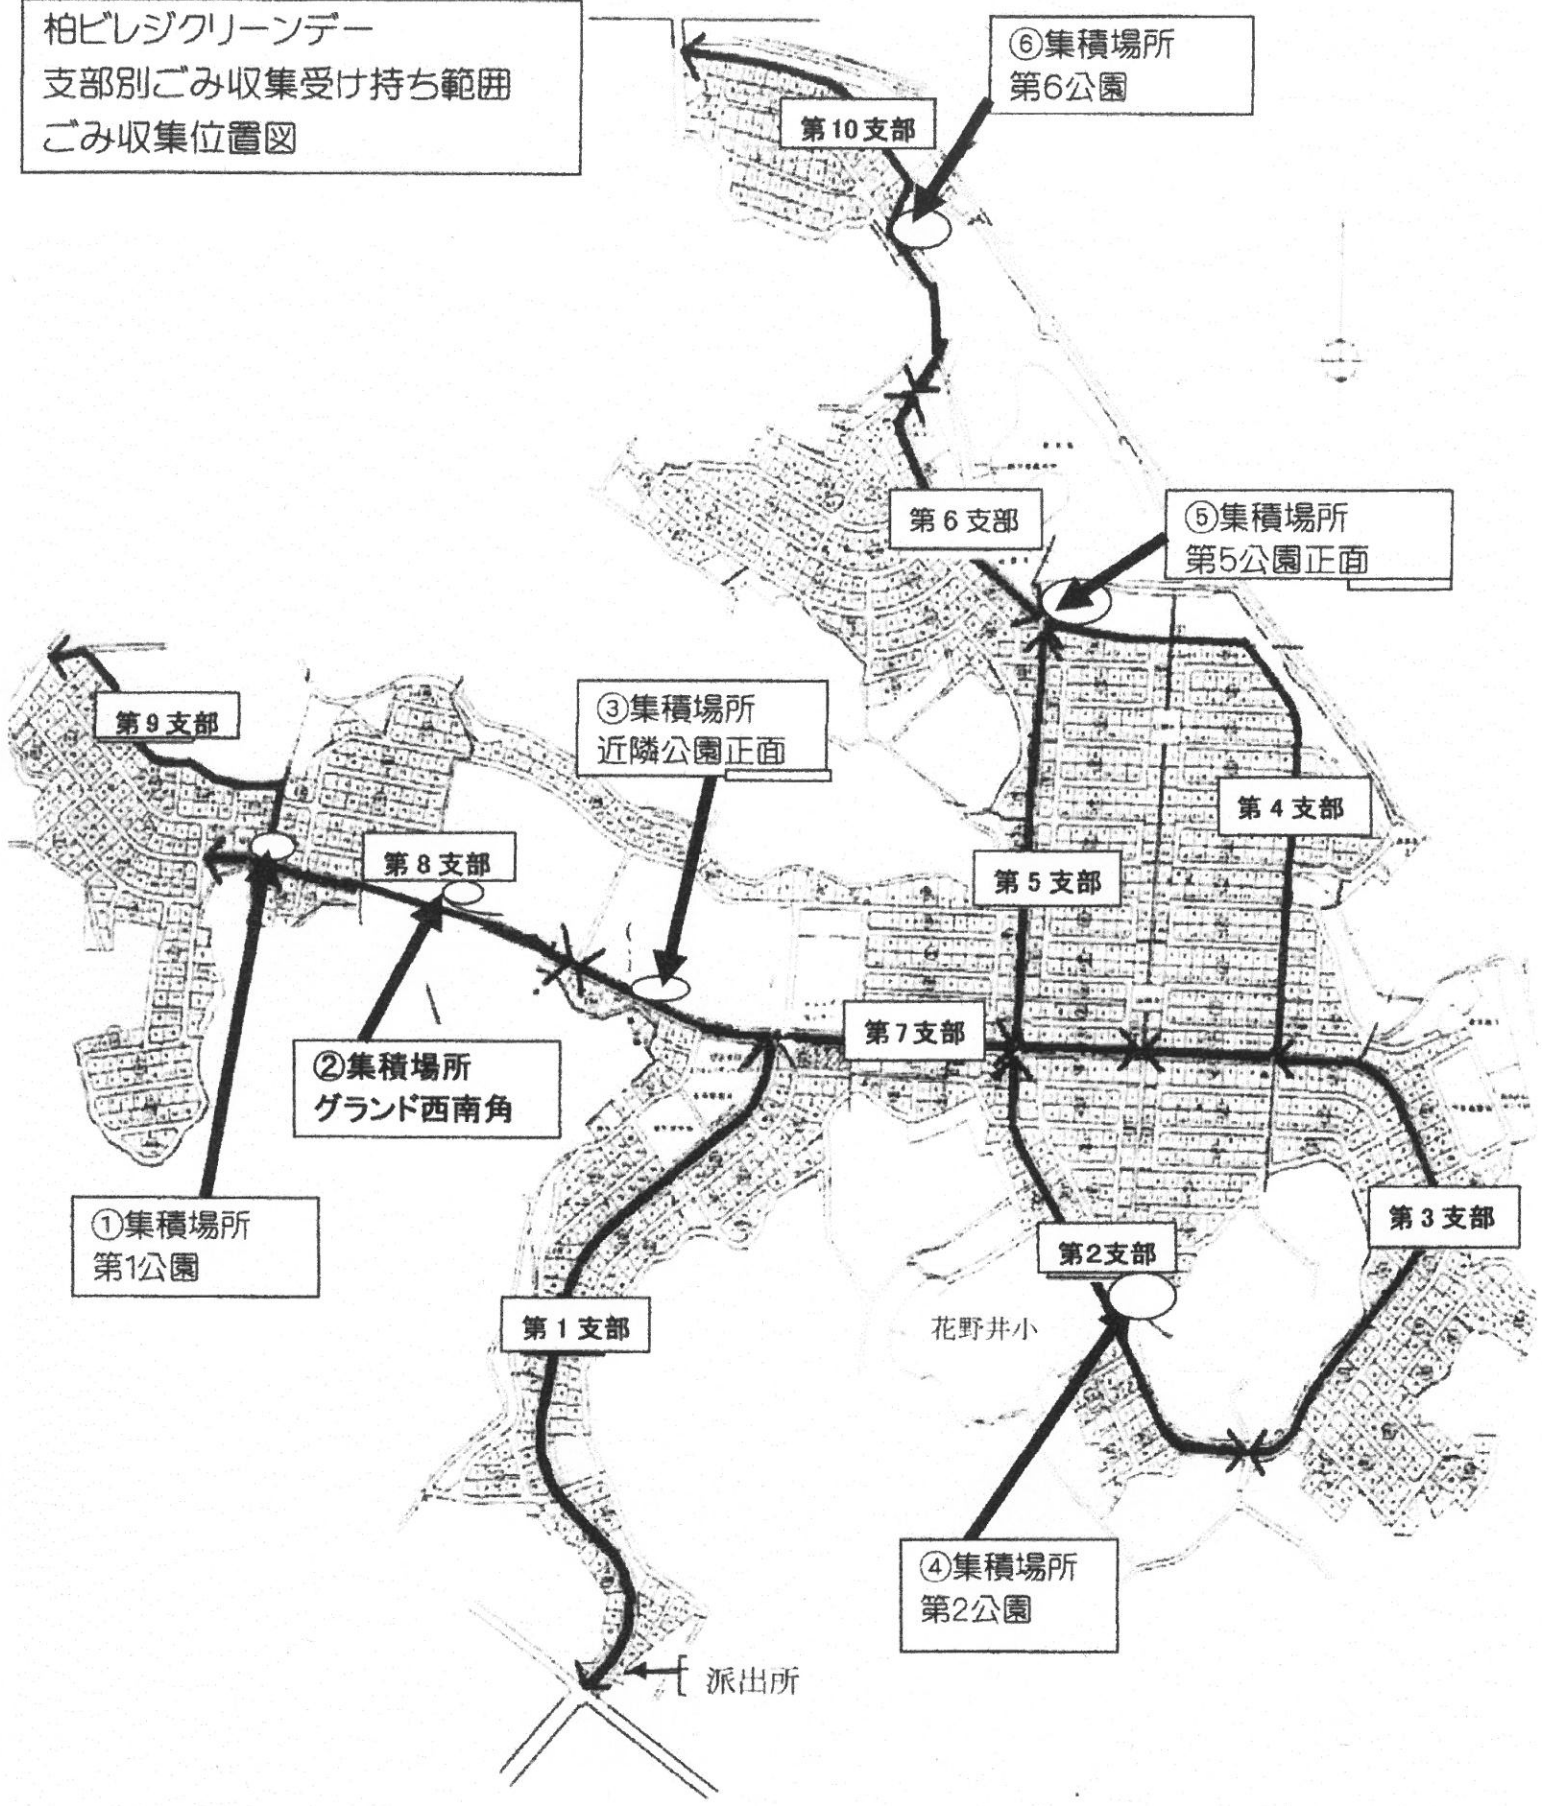 柏ビレジクリーンデー
支部別ごみ収集受け持ち範囲
ごみ収集位置図
⑥集積場所
第6公園
第10支部
第6支部
⑤集積場所
第5公園正面
第9支部
③集積場所
近隣公園正面
第4支部
第8支部
第5支部
第7支部
②集積場所
グランド西南角
①集積場所
第1公園
第3支部
第2支部
花野井小
第1支部
④集積場所
第2公園
派出所